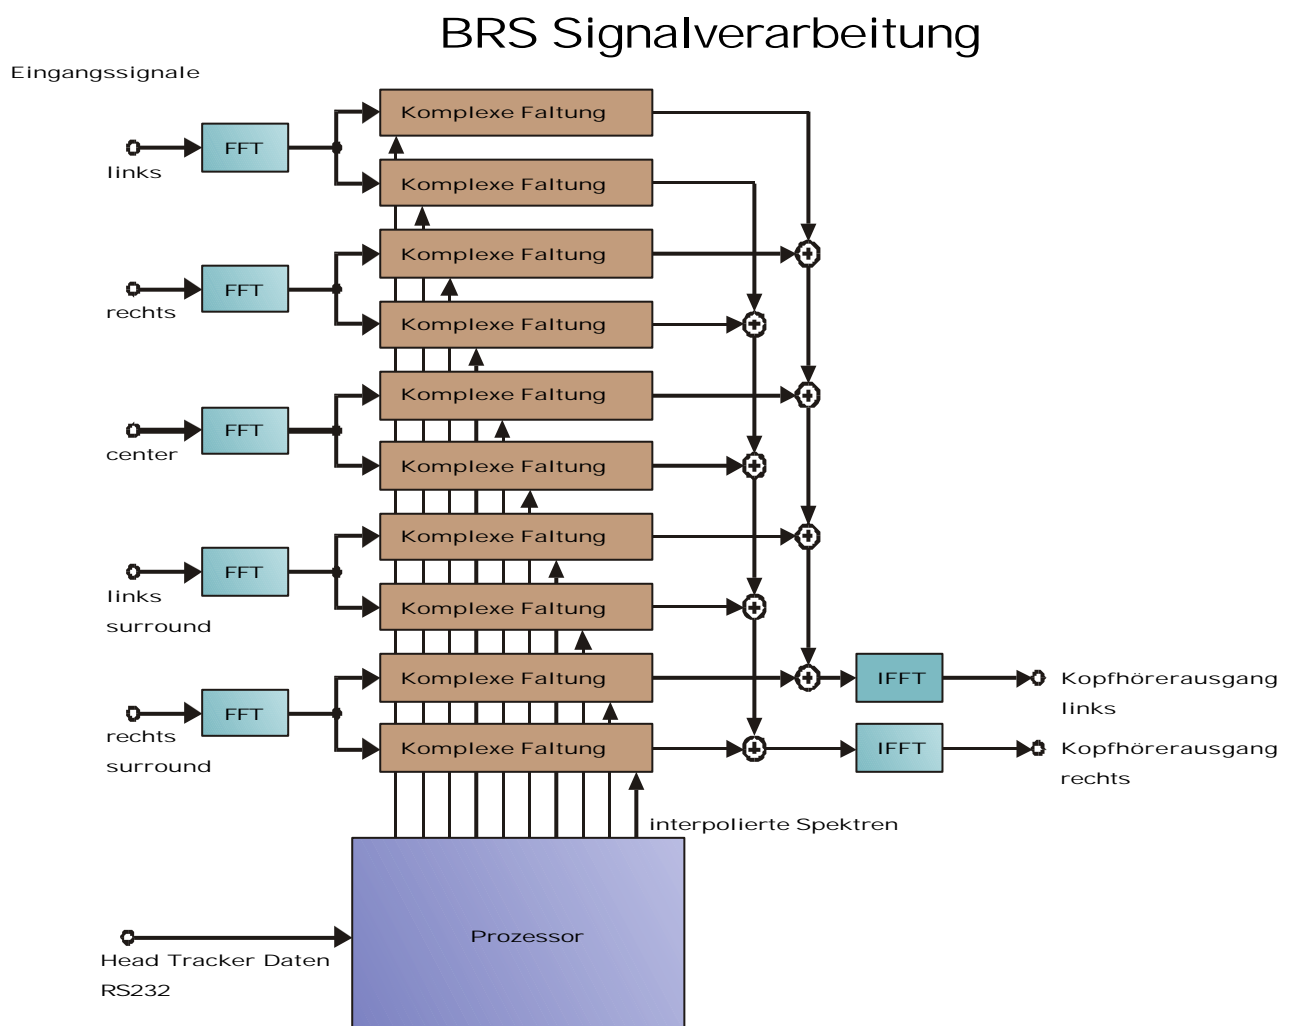 BRS Signalverarbeitung
Eingangssignale
Komplexe Faltung
FFT
links
Komplexe Faltung
Komplexe Faltung
FFT
rechts
Komplexe Faltung
Komplexe Faltung
FFT
center
Komplexe Faltung
Komplexe Faltung
FFT
links
surround
Komplexe Faltung
Komplexe Faltung
IFFT
Kopfhörerausgang
links
FFT
rechts
surround
Komplexe Faltung
IFFT
Kopfhörerausgang
rechts
interpolierte Spektren
Prozessor
Head Tracker Daten
RS232